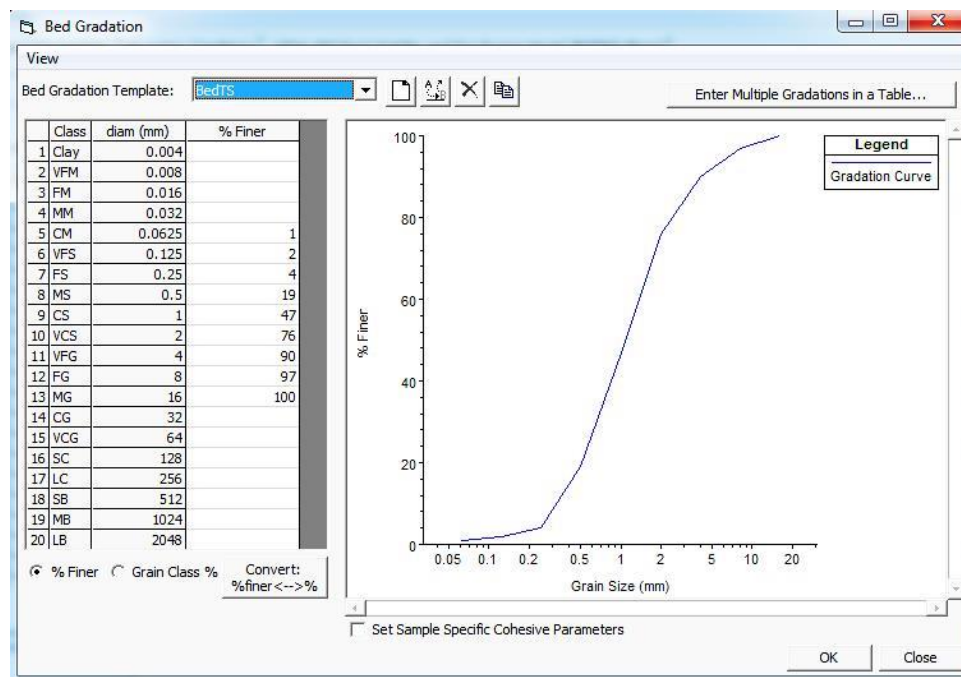 Bed Gradation
View
Bed Gradation Template: BedTS
Enter Multiple Gradations in a Table...
Class diam (mm) % Finer
1 Clay 0.004
2 VFM 0.008
3 FM 0.016
4 MM 0.032
5 CM 0.0625 1
6 VFS 0.125 2
7 FS 0.25 4
8 MS 0.5 19
9 CS 1 47
10 VCS 2 76
11 VFG 4 90
12 FG 8 97
13 MG 16 100
14 CG 32
15 VCG 64
16 SC 128
17 LC 256
18 SB 512
19 MB 1024
20 LB 2048
% Finer Grain Class % Convert:
%finer<-->%
100
80
60
40
20
0
% Finer
0.05 0.1 0.2 0.5 1 2 5 10 20
Grain Size (mm)
Legend
Gradation Curve
Set Sample Specific Cohesive Parameters
OK Close